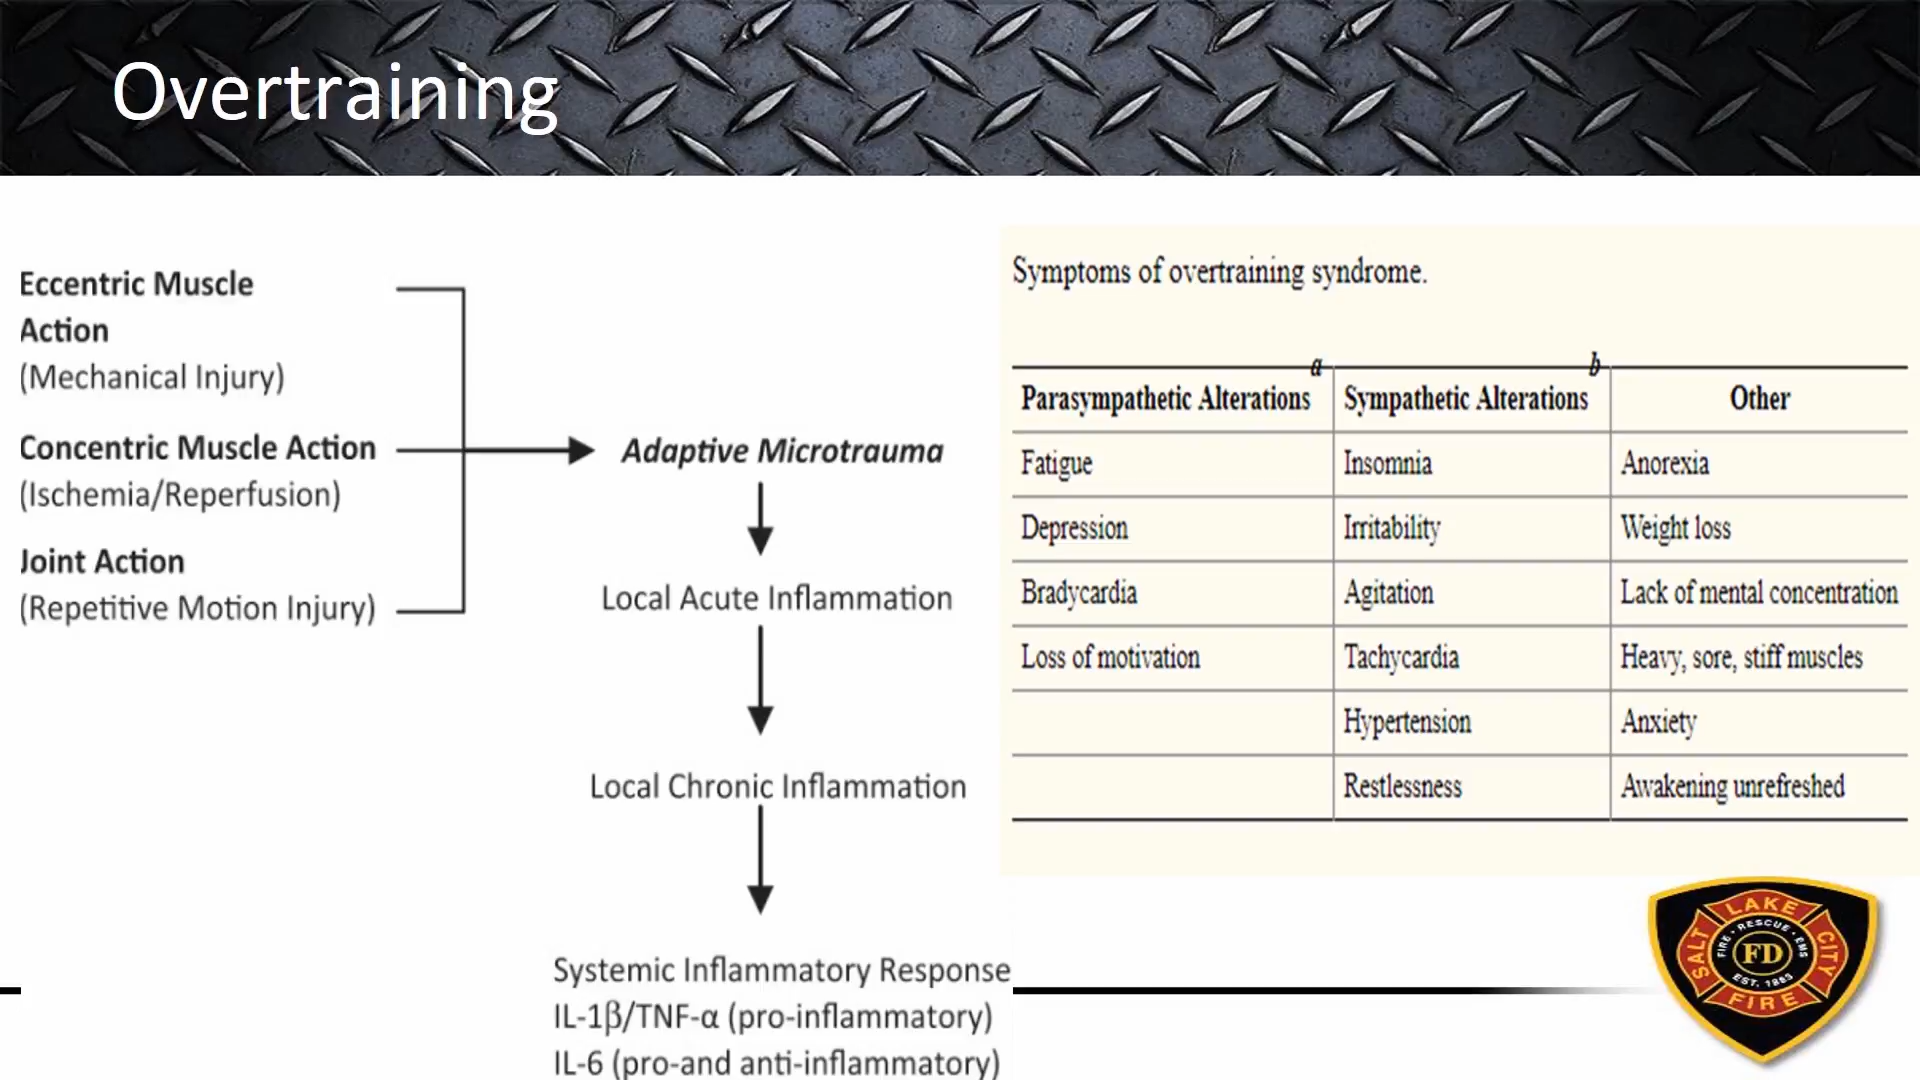 Overtraining
Eccentric Muscle
Action
(Mechanical Injury)
Concentric Muscle Action
(Ischemia/Reperfusion)
Joint Action
(Repetitive Motion Injury)
Adaptive Microtrauma
Local Acute Inflammation
Local Chronic Inflammation
Systemic Inflammatory Response
IL-1β/TNF-α (pro-inflammatory)
IL-6 (pro-and anti-inflammatory)
Symptoms of overtraining syndrome.
Parasympathetic Alterations a Sympathetic Alterations b Other
Fatigue Insomnia Anorexia
Depression Irritability Weight loss
Bradycardia Agitation Lack of mental concentration
Loss of motivation Tachycardia Heavy, sore, stiff muscles
Hypertension Anxiety
Restlessness Awakening unrefreshed
SALT LAKE CITY
FIRE • RESCUE • EMS
FD
EST. 1883
FIRE